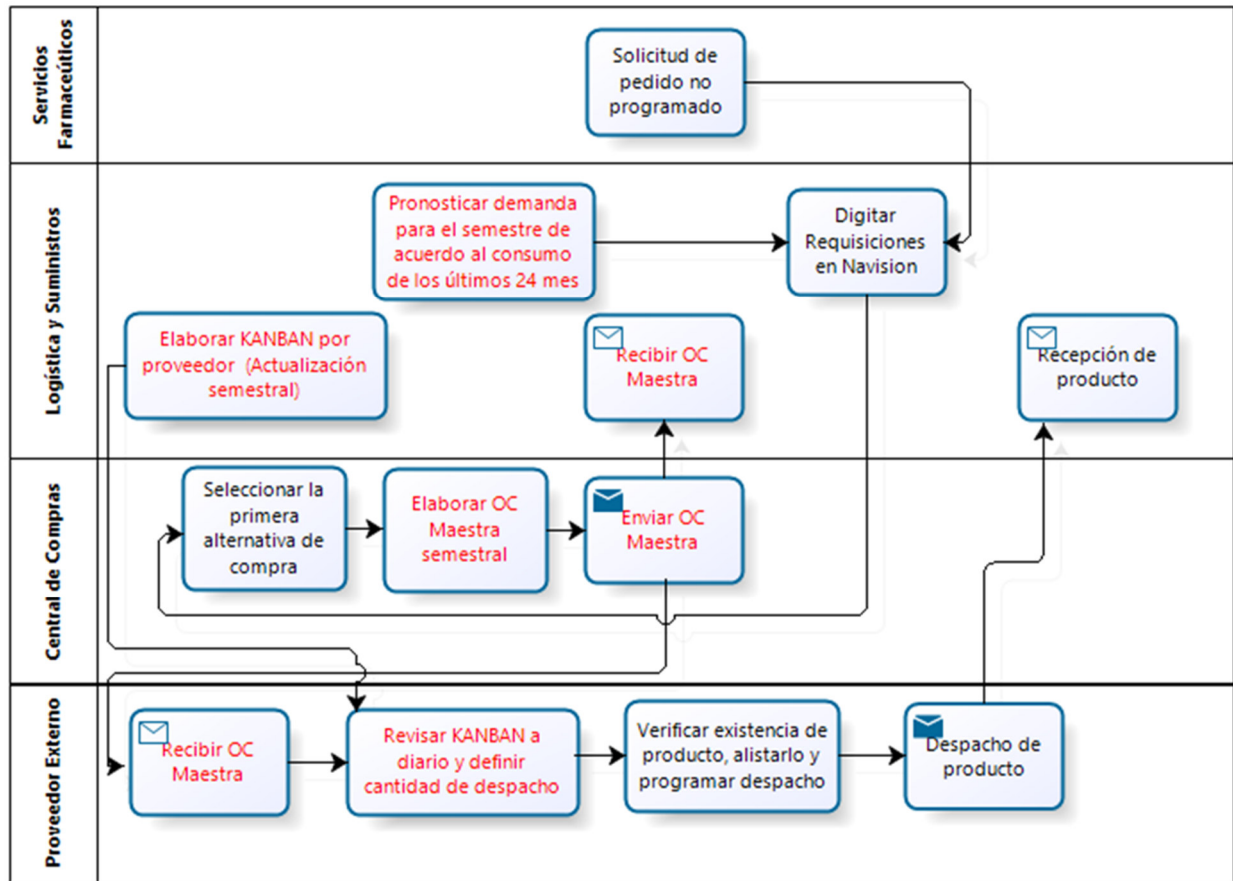 Servicios
Farmaceúticos
Solicitud de
pedido no
programado
Logística y Suministros
Pronosticar demanda
para el semestre de
acuerdo al consumo
de los últimos 24 mes
Digitar
Requisiciones
en Navision
Elaborar KANBAN por
proveedor (Actualización
semestral)
Recibir OC
Maestra
Recepción de
producto
Central de Compras
Seleccionar la
primera
alternativa de
compra
Elaborar OC
Maestra
semestral
Enviar OC
Maestra
Proveedor Externo
Recibir OC
Maestra
Revisar KANBAN a
diario y definir
cantidad de despacho
Verificar existencia de
producto, alistarlo y
programar despacho
Despacho de
producto